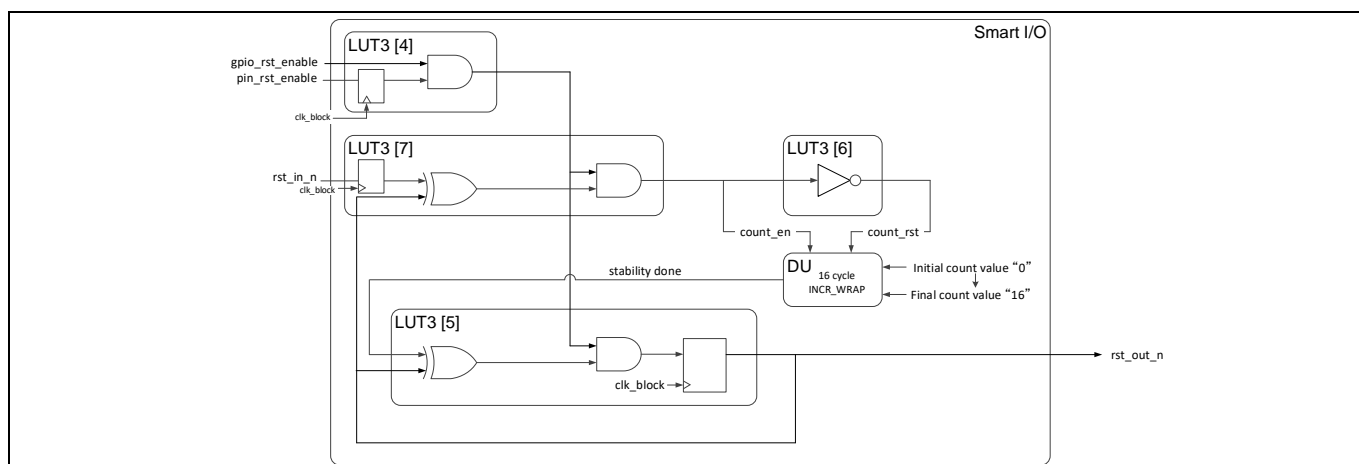 Smart I/O
LUT3 [4]
gpio_rst_enable
pin_rst_enable
clk_block
LUT3 [7]
LUT3 [6]
rst_in_n
clk_block
count_en
count_rst
DU
16 cycle
INCR_WRAP
Initial count value “0”
Final count value “16”
stability done
LUT3 [5]
rst_out_n
clk_block